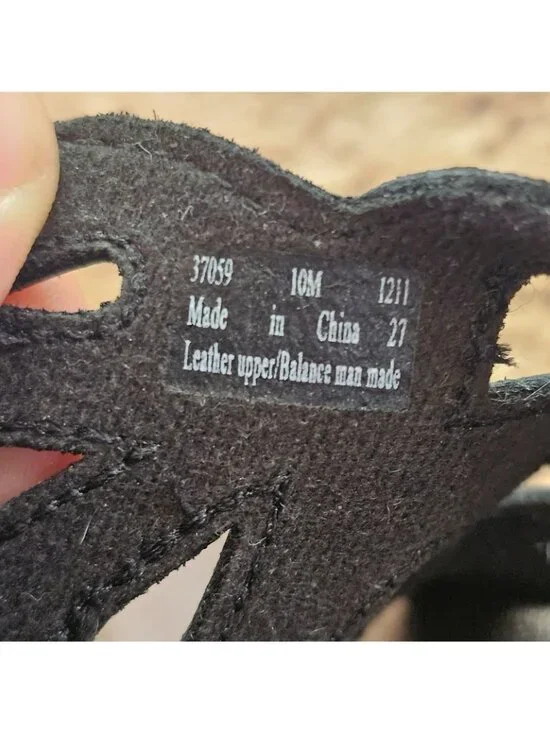 37059 10M 1211
Made in China 27
Leather upper/Balance man made